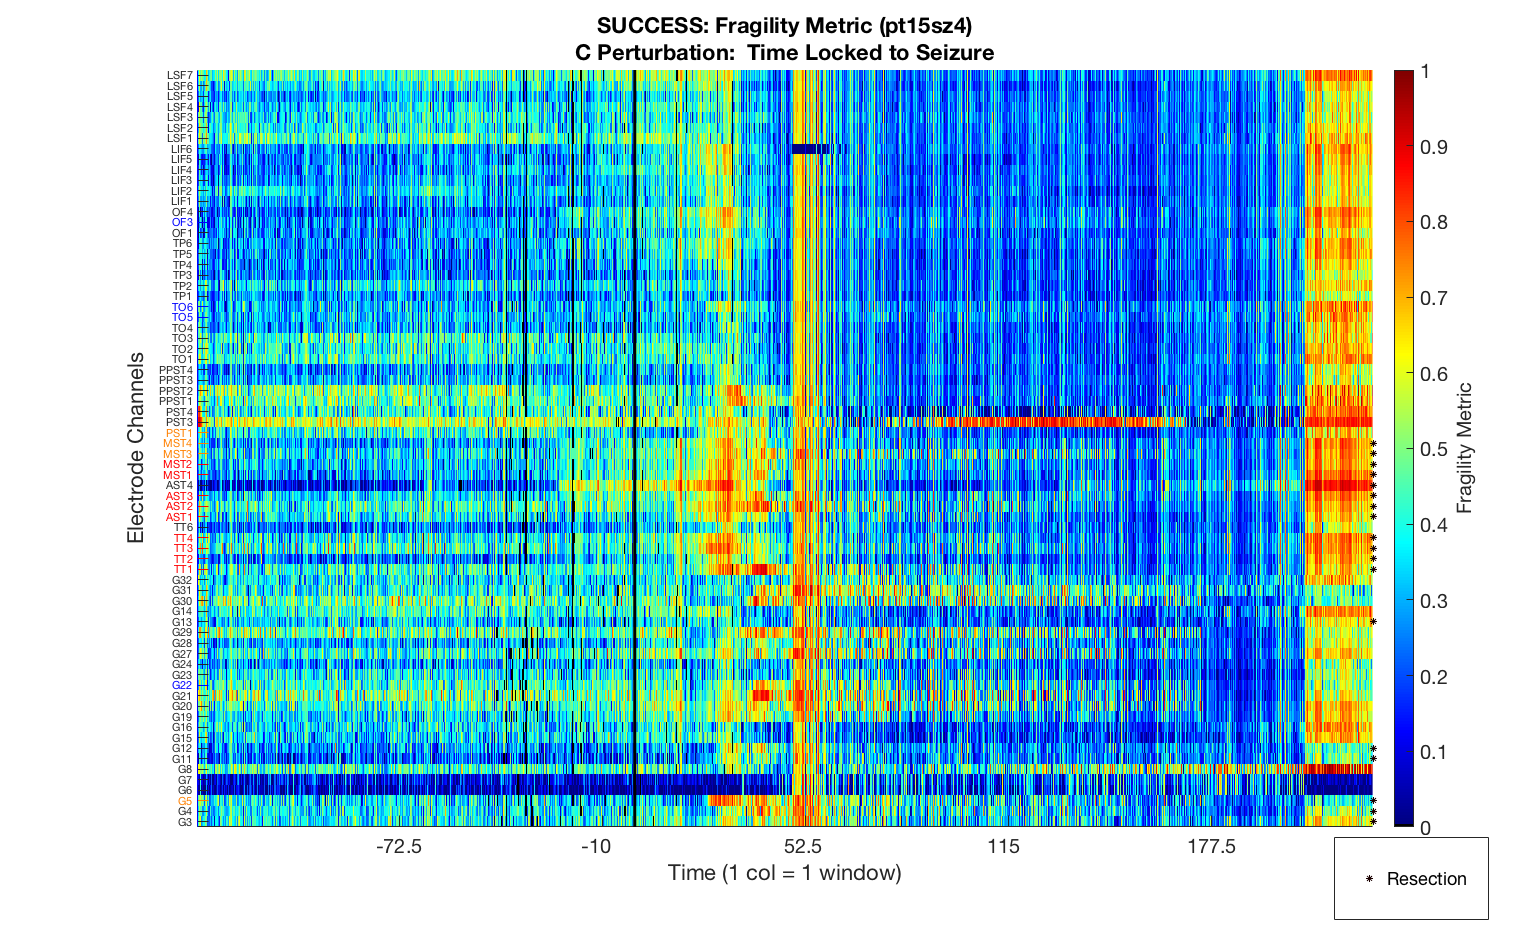 SUCCESS: Fragility Metric (pt15sz4)
C Perturbation:  Time Locked to Seizure
Electrode Channels
LSF7
LSF6
LSF5
LSF4
LSF3
LSF2
LSF1
LIF6
LIF5
LIF4
LIF3
LIF2
LIF1
OF4
OF3
OF1
TP6
TP5
TP4
TP3
TP2
TP1
TO6
TO5
TO4
TO3
TO2
TO1
PPST4
PPST3
PPST2
PPST1
PST4
PST3
PST1
MST4
MST3
MST2
MST1
AST4
AST3
AST2
AST1
TT6
TT4
TT3
TT2
TT1
G32
G31
G30
G14
G13
G29
G28
G27
G24
G23
G22
G21
G20
G19
G16
G15
G12
G11
G8
G7
G6
G5
G4
G3
-72.5
-10
52.5
115
177.5
Time (1 col = 1 window)
1
0.9
0.8
0.7
0.6
0.5
0.4
0.3
0.2
0.1
0
Fragility Metric
Resection